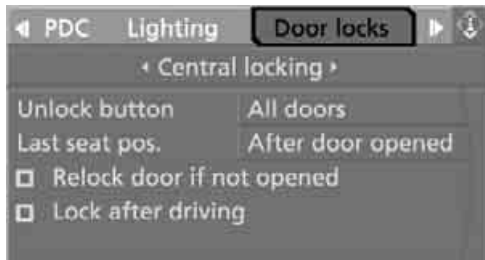 PDC Lighting Door locks
Central locking
Unlock button All doors
Last seat pos. After door opened
Relock door if not opened
Lock after driving